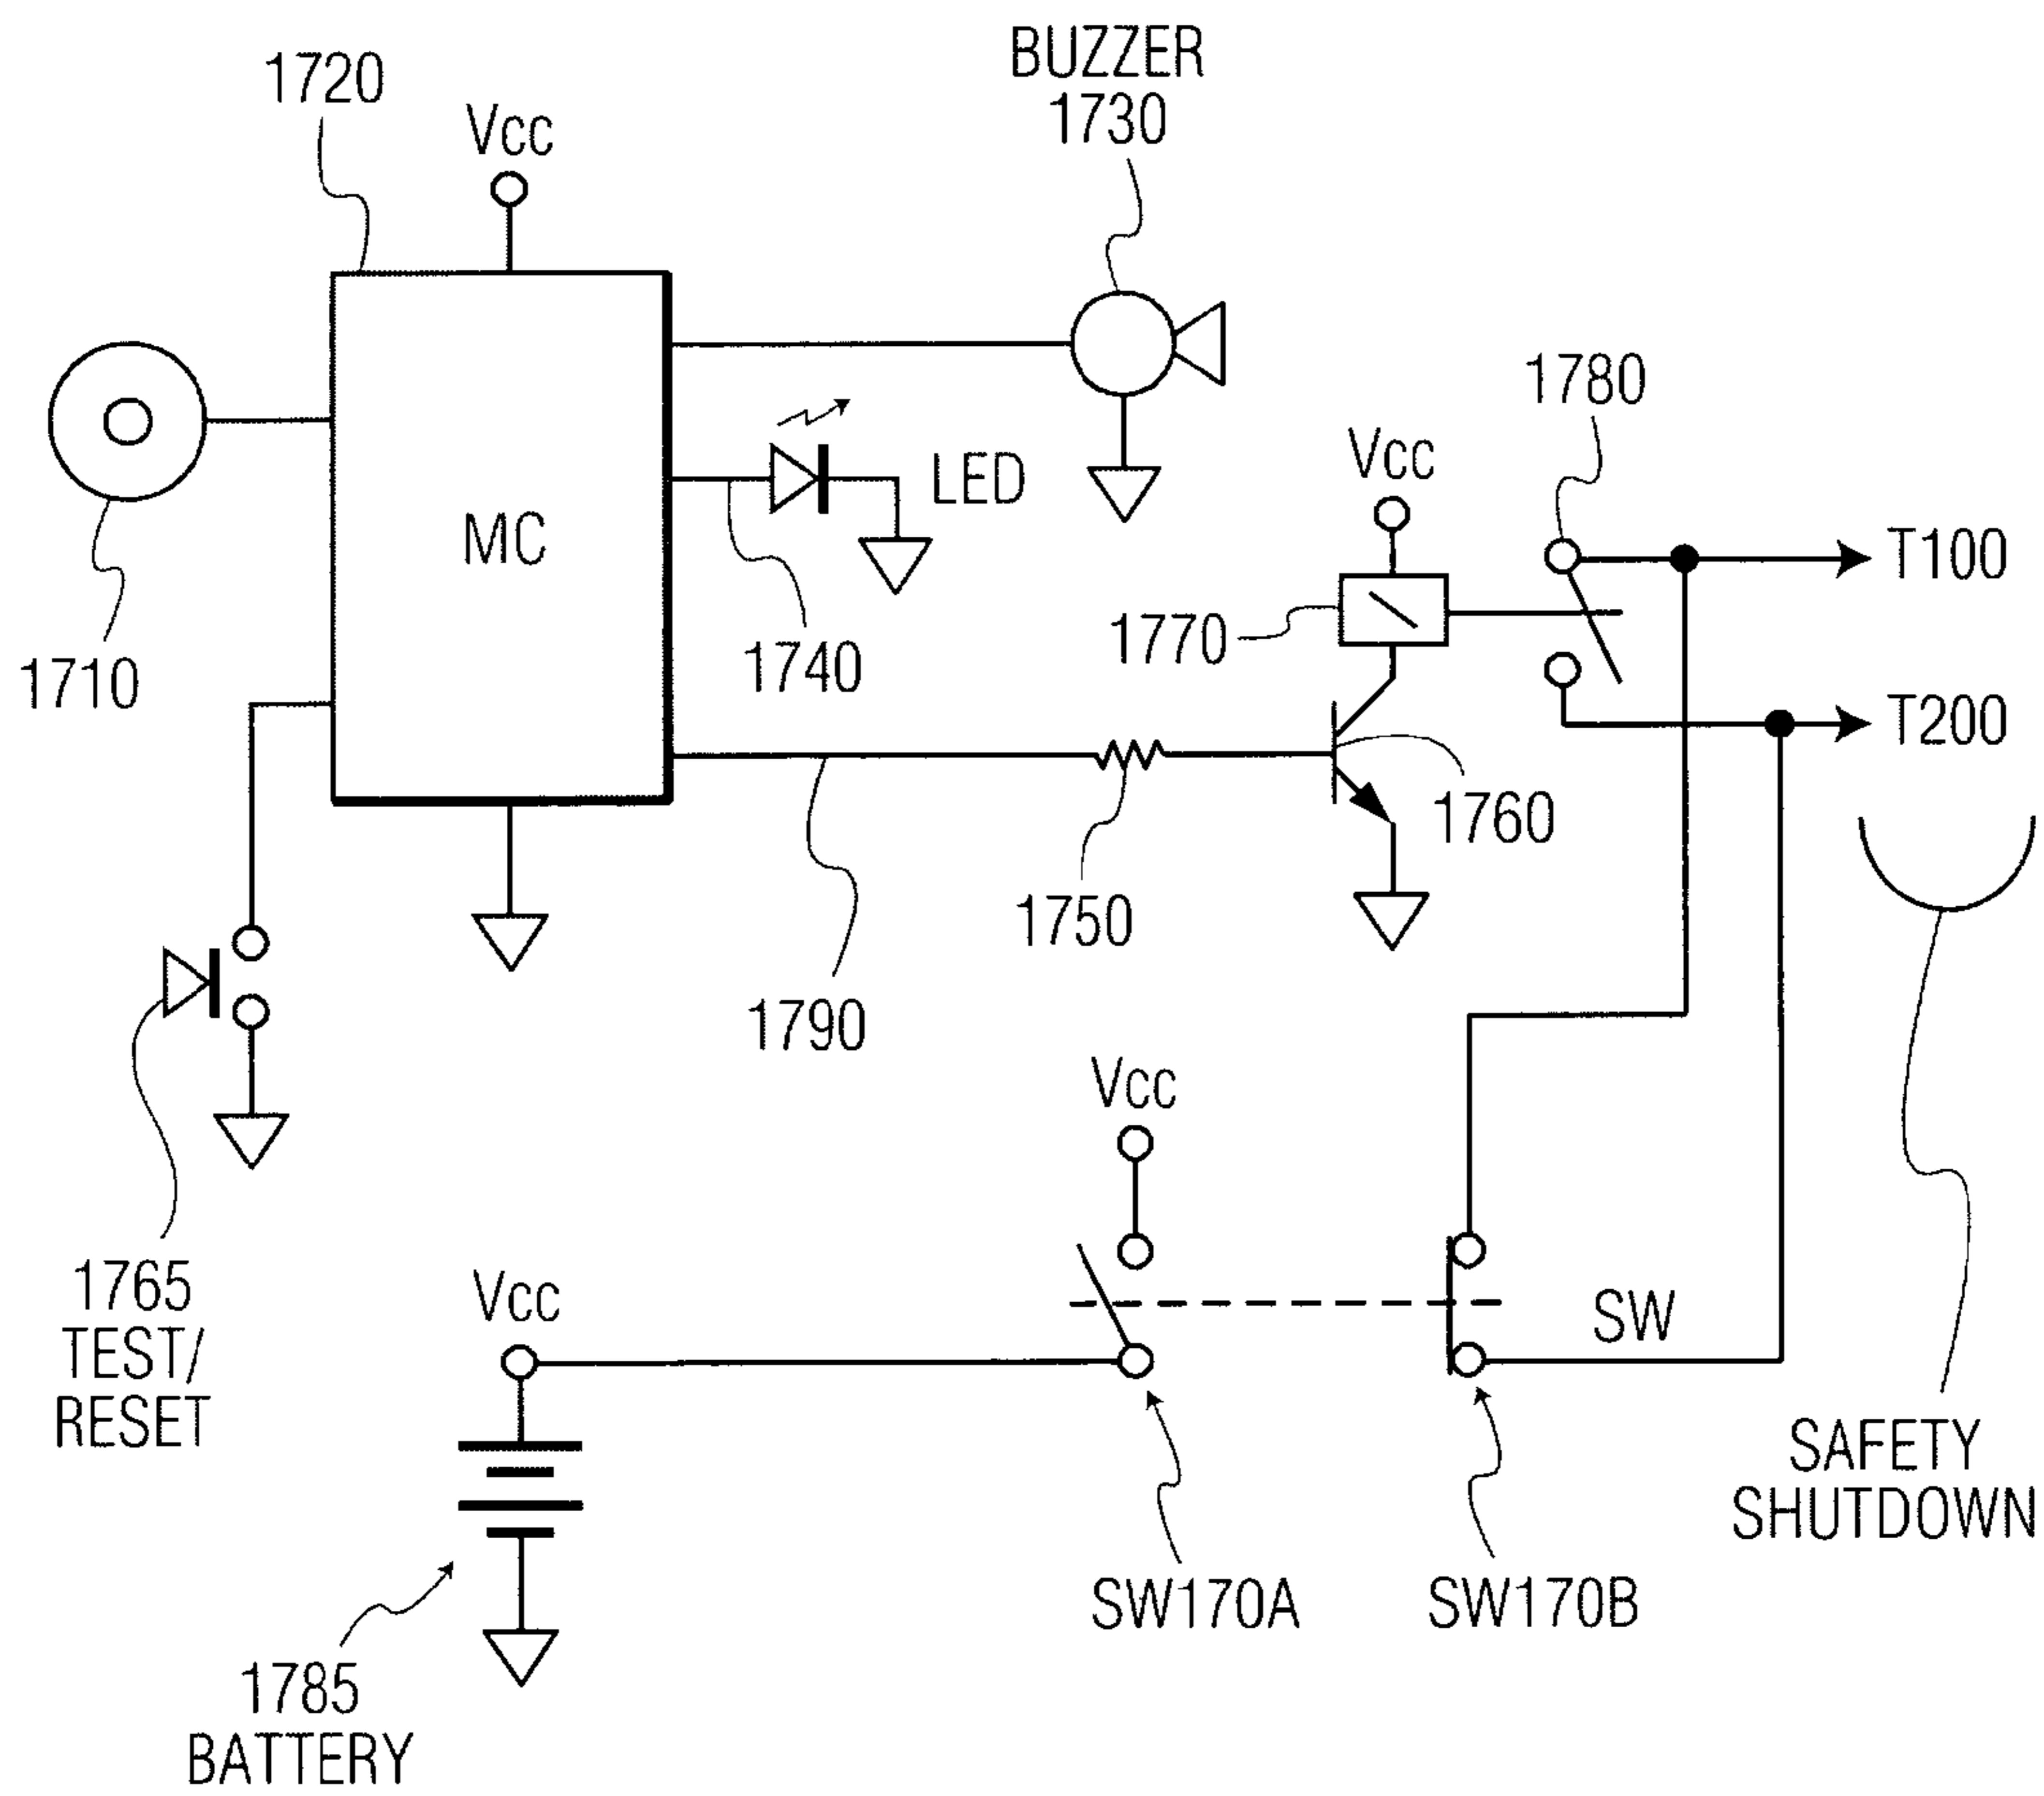 BUZZER
1730
1720
Vcc
1780
Vcc
LED
MC
T100
1770
1740
1710
T200
1760
1750
1790
Vcc
1765
TEST/
RESET
Vcc
SW
SAFETY
SHUTDOWN
SW170A
SW170B
1785
BATTERY